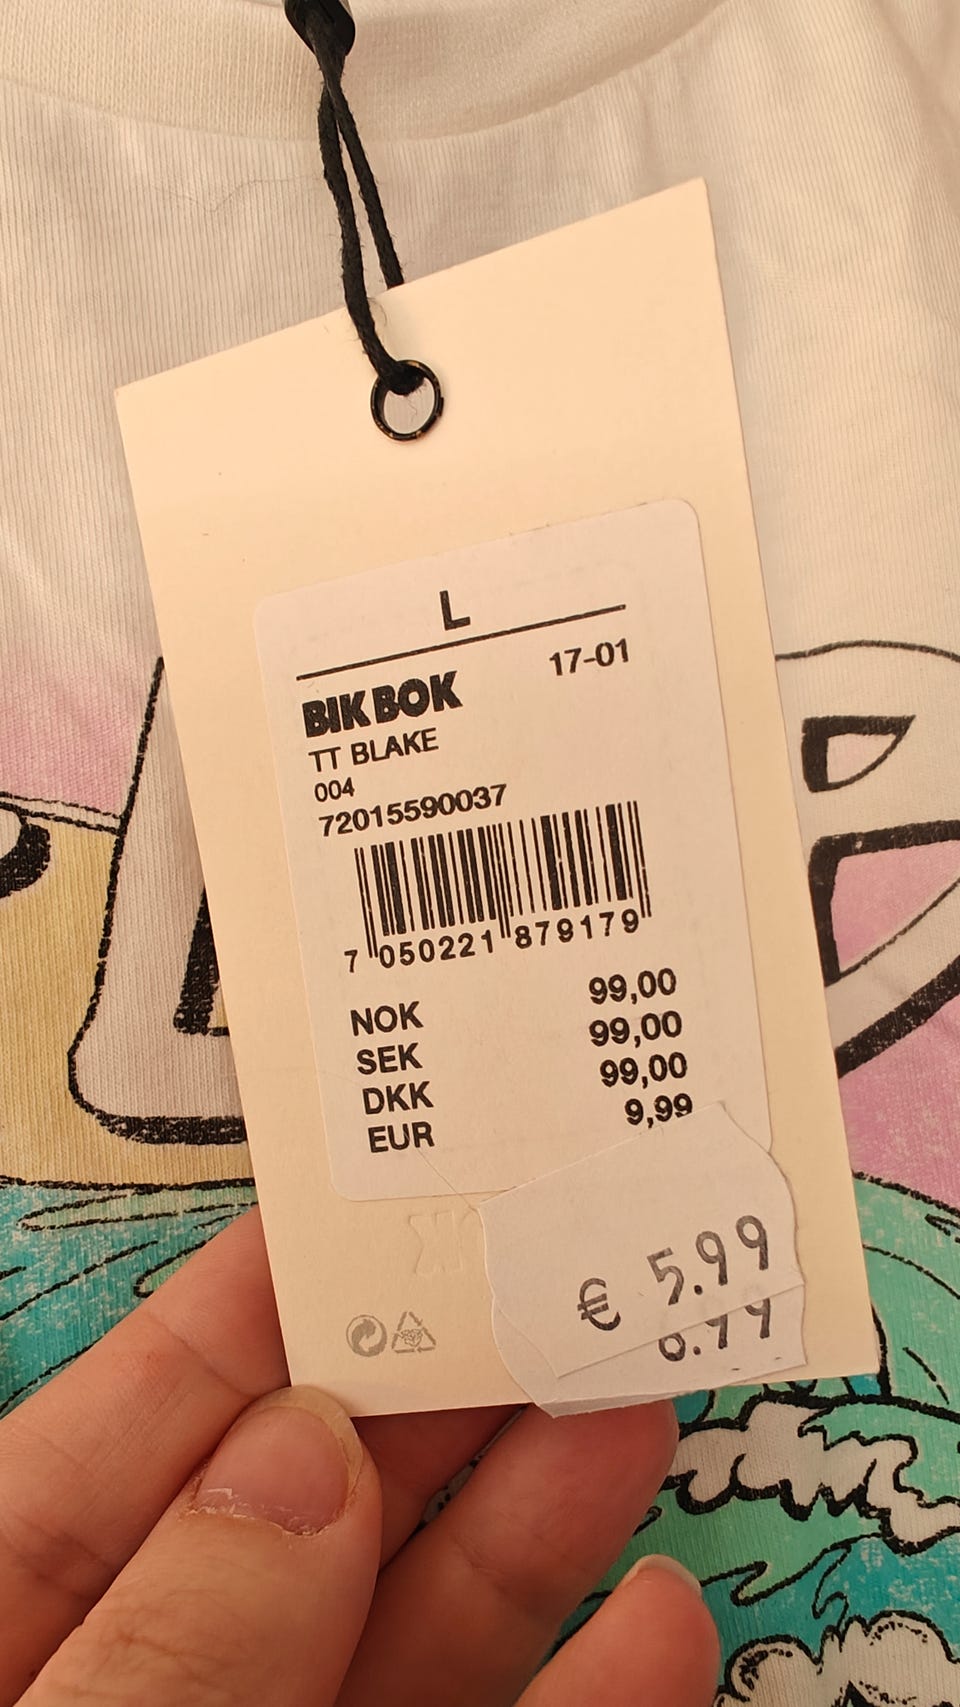 L
17-01
BIK BOK
TT BLAKE
004
72015590037
7 050221 879179
NOK 99,00
SEK 99,00
DKK 99,00
EUR 9,99
€ 5.99